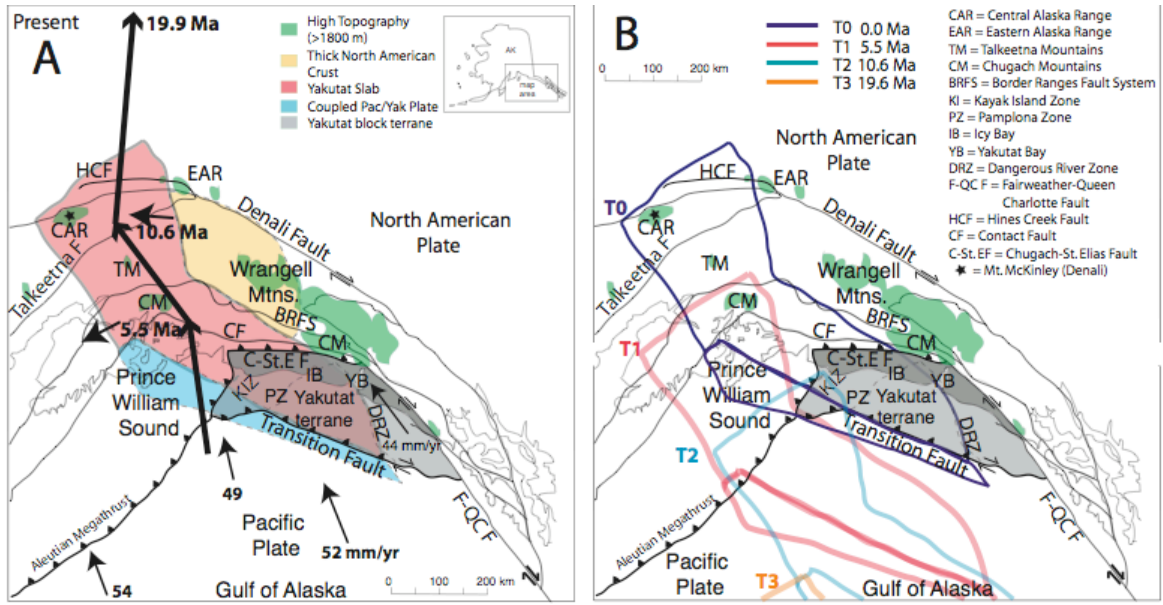 Present
A
19.9 Ma
High Topography
(>1800 m)
Thick North American
Crust
Yakutat Slab
Coupled Pac/Yak Plate
Yakutat block terrane
AK
map
area
HCF
EAR
CAR
10.6 Ma
Denali Fault
North American
Plate
Talkeetna F
TM
Wrangell
Mtns.
CM
BRFS
5.5 Ma
CF
CM
C-St.E F
IB
YB
KIZ
PZ
Yakutat
terrane
DRZ
44 mm/yr
Prince
William
Sound
Transition Fault
49
F-QC F
Pacific
Plate
52 mm/yr
Aleutian Megathrust
54
Gulf of Alaska
0 100 200 km
B
T0 0.0 Ma
T1 5.5 Ma
T2 10.6 Ma
T3 19.6 Ma
0 100 200 km
CAR = Central Alaska Range
EAR = Eastern Alaska Range
TM = Talkeetna Mountains
CM = Chugach Mountains
BRFS = Border Ranges Fault System
KI = Kayak Island Zone
PZ = Pamplona Zone
IB = Icy Bay
YB = Yakutat Bay
DRZ = Dangerous River Zone
F-QC F = Fairweather-Queen
Charlotte Fault
HCF = Hines Creek Fault
CF = Contact Fault
C-St.EF = Chugach-St.Elias Fault
= Mt. McKinley (Denali)
North American
Plate
HCF
EAR
T0
CAR
Denali Fault
Talkeetna F
TM
Wrangell
Mtns.
CM
BRFS
T1
CF
CM
C-St.E F
IB
YB
Prince
William
Sound
KIZ
PZ
Yakutat
terrane
DRZ
Transition Fault
T2
F-QC F
Aleutian Megathrust
Pacific
Plate
T3
Gulf of Alaska